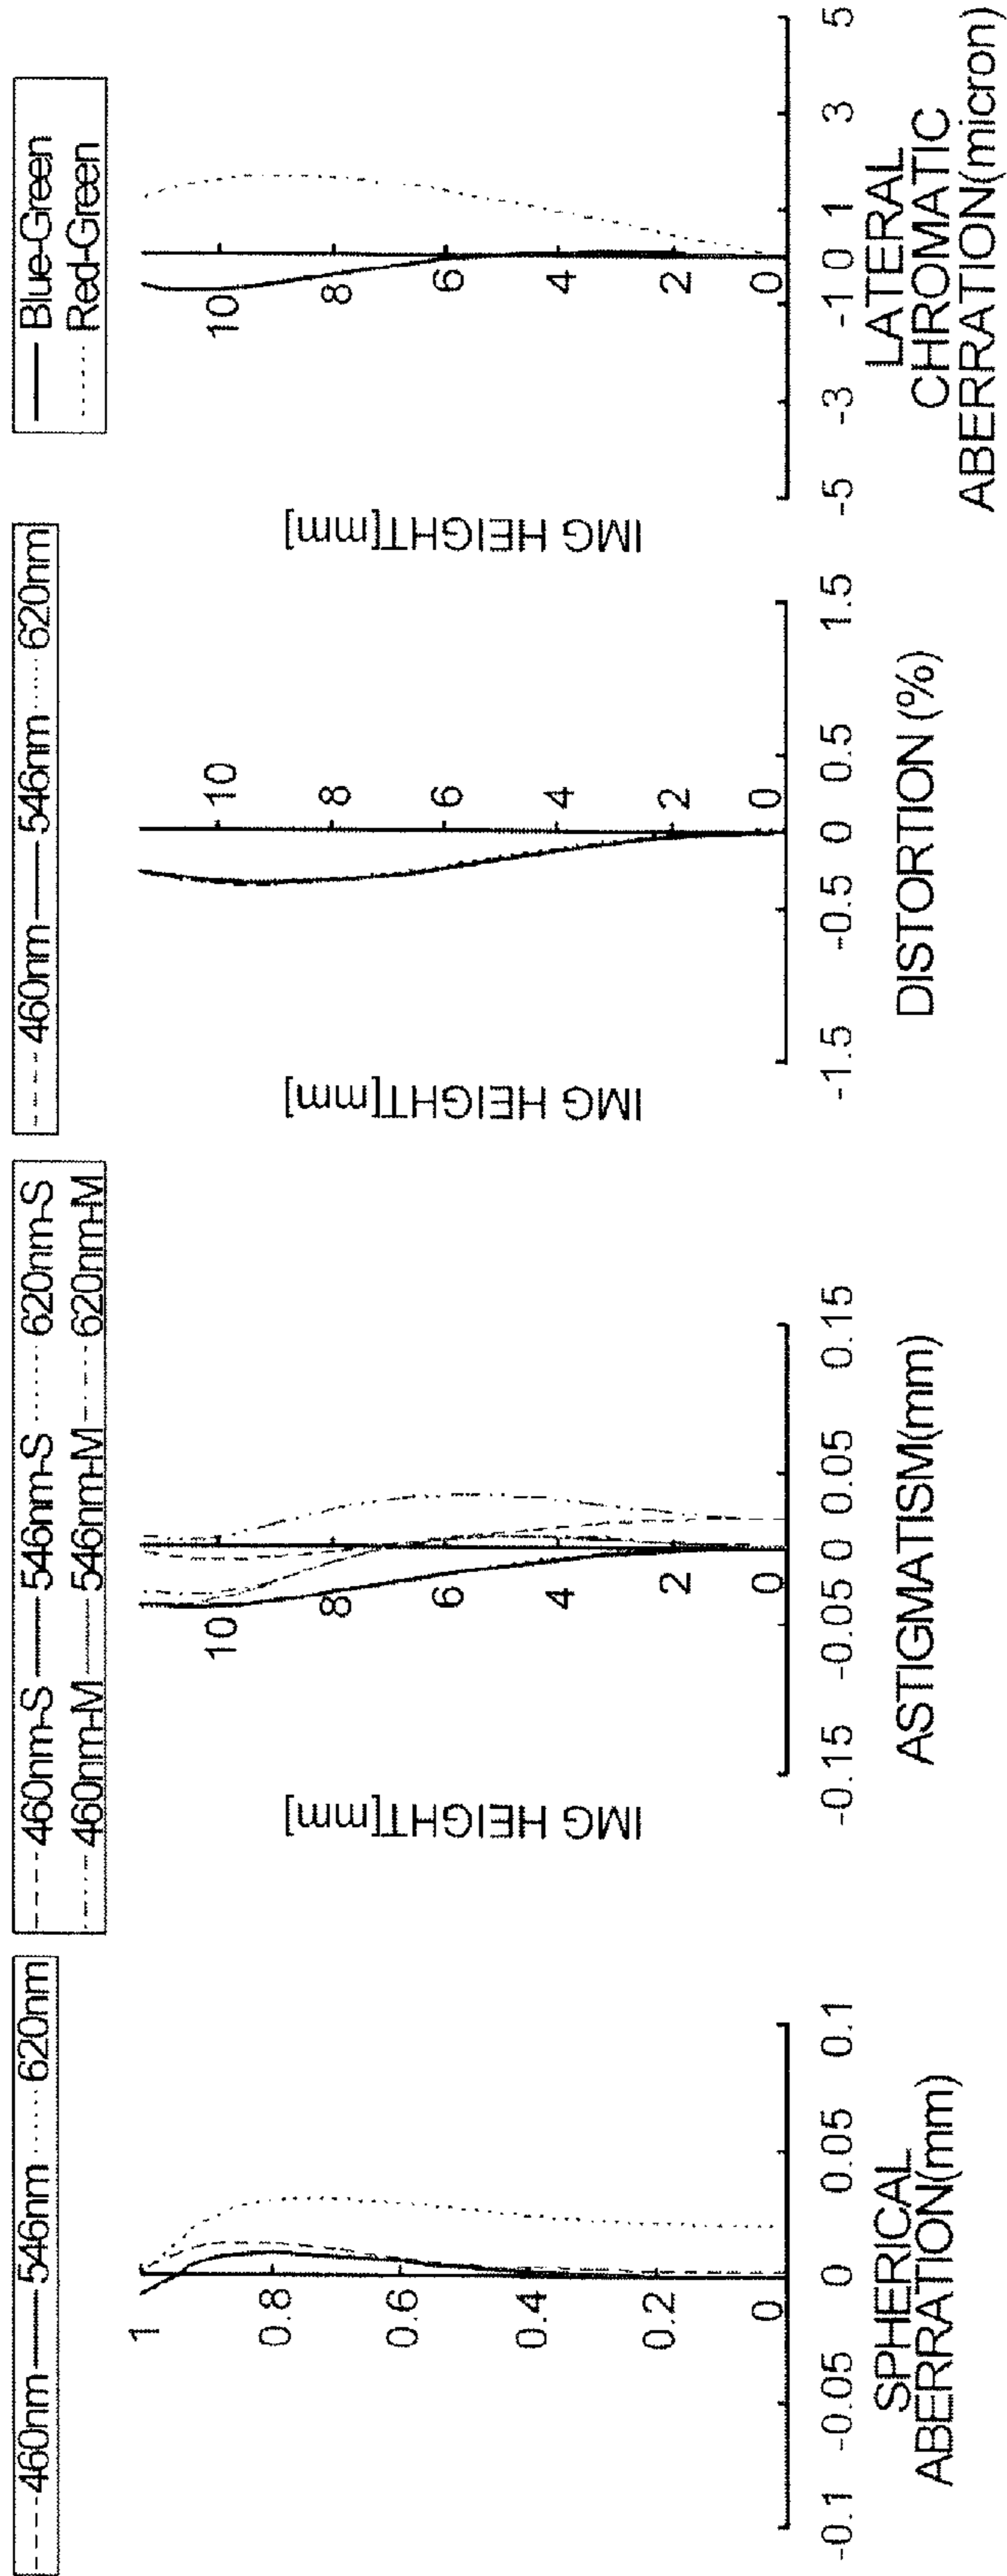 ---460nm——546nm······620nm
1
0.8
0.6
0.4
0.2
0
-0.1 -0.05 0 0.05 0.1
SPHERICAL
ABERRATION(mm)
---460nm-S——546nm-S······620nm-S
-··-460nm-M——546nm-M-··-620nm-M
IMG HEIGHT[mm]
10
8
6
4
2
0
-0.15 -0.05 0 0.05 0.15
ASTIGMATISM(mm)
---460nm——546nm······620nm
IMG HEIGHT[mm]
10
8
6
4
2
0
-1.5 -0.5 0 0.5 1.5
DISTORTION (%)
——Blue-Green
······Red-Green
IMG HEIGHT[mm]
10
8
6
4
2
0
-5 -3 -1 0 1 3 5
LATERAL
CHROMATIC
ABERRATION(micron)